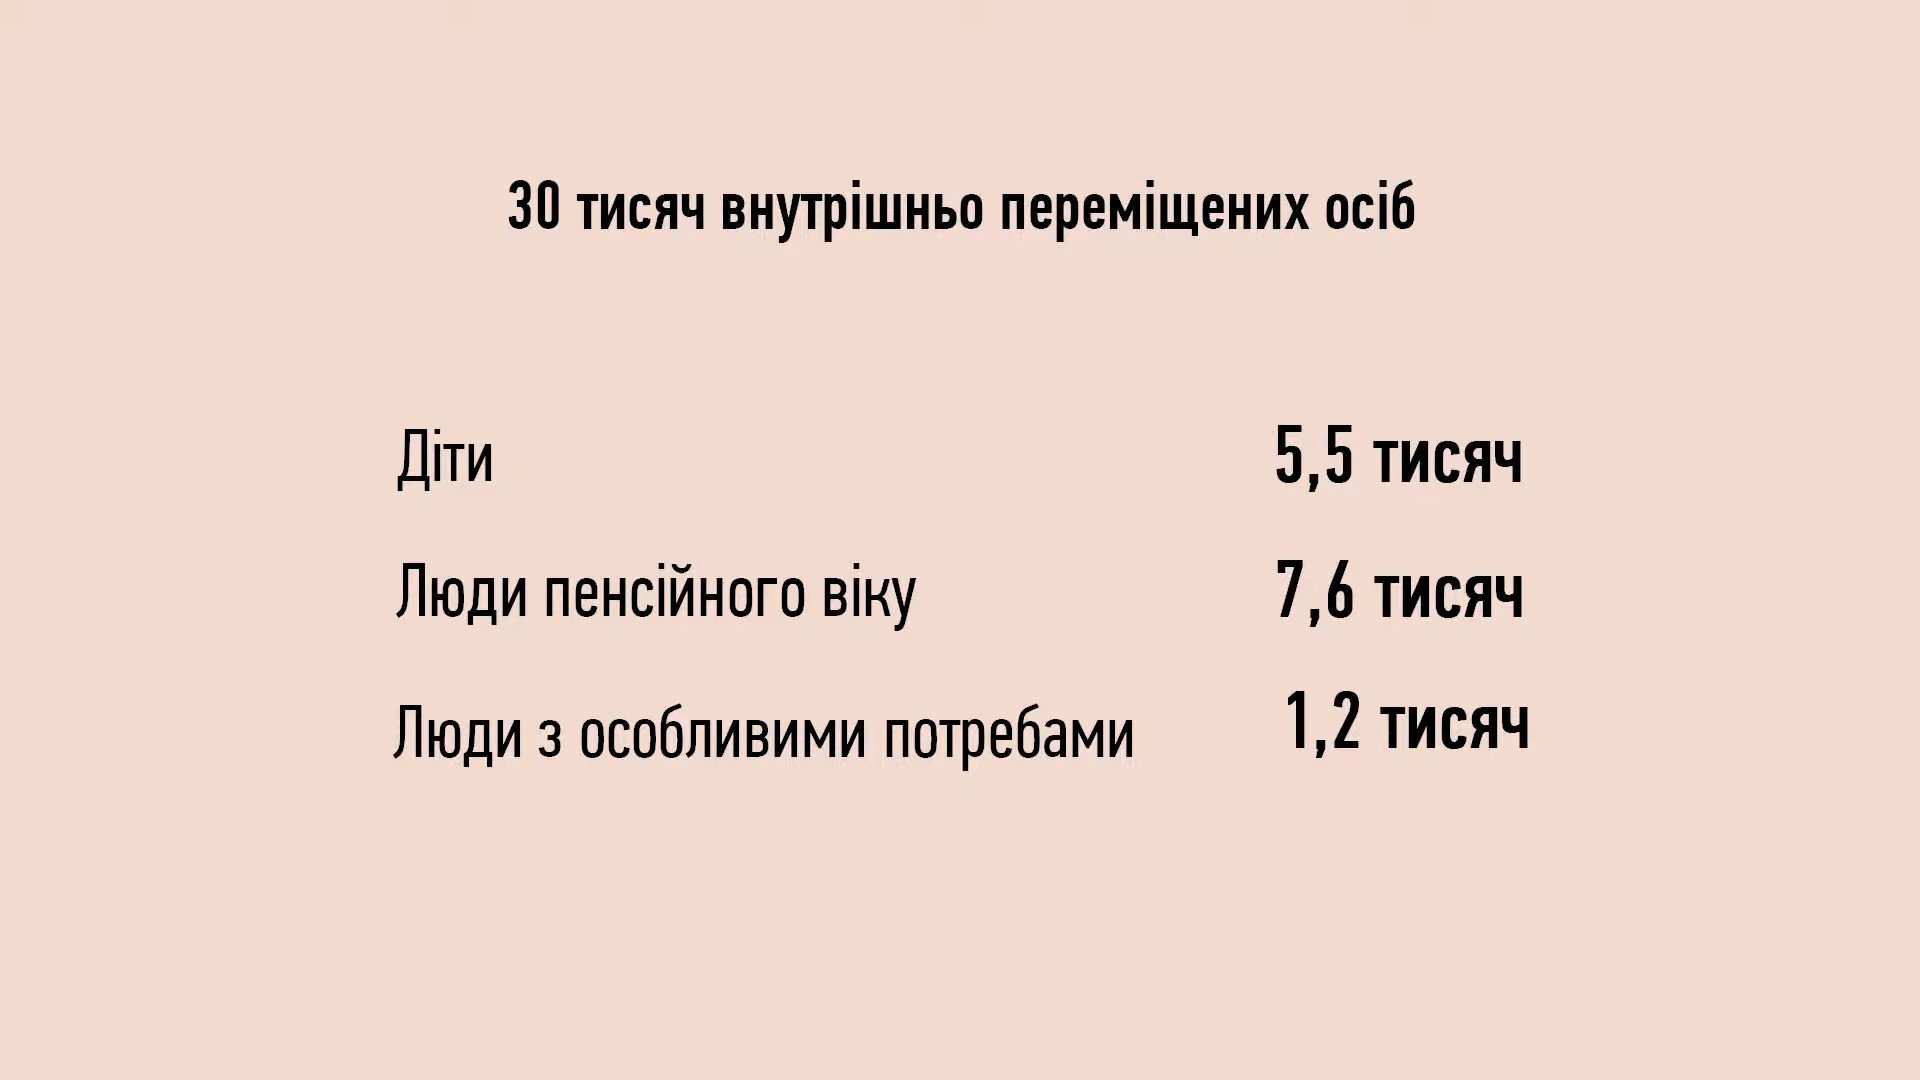 30 тисяч внутрішньо переміщених осіб
Діти 5,5 тисяч
Люди пенсійного віку 7,6 тисяч
Люди з особливими потребами 1,2 тисяч